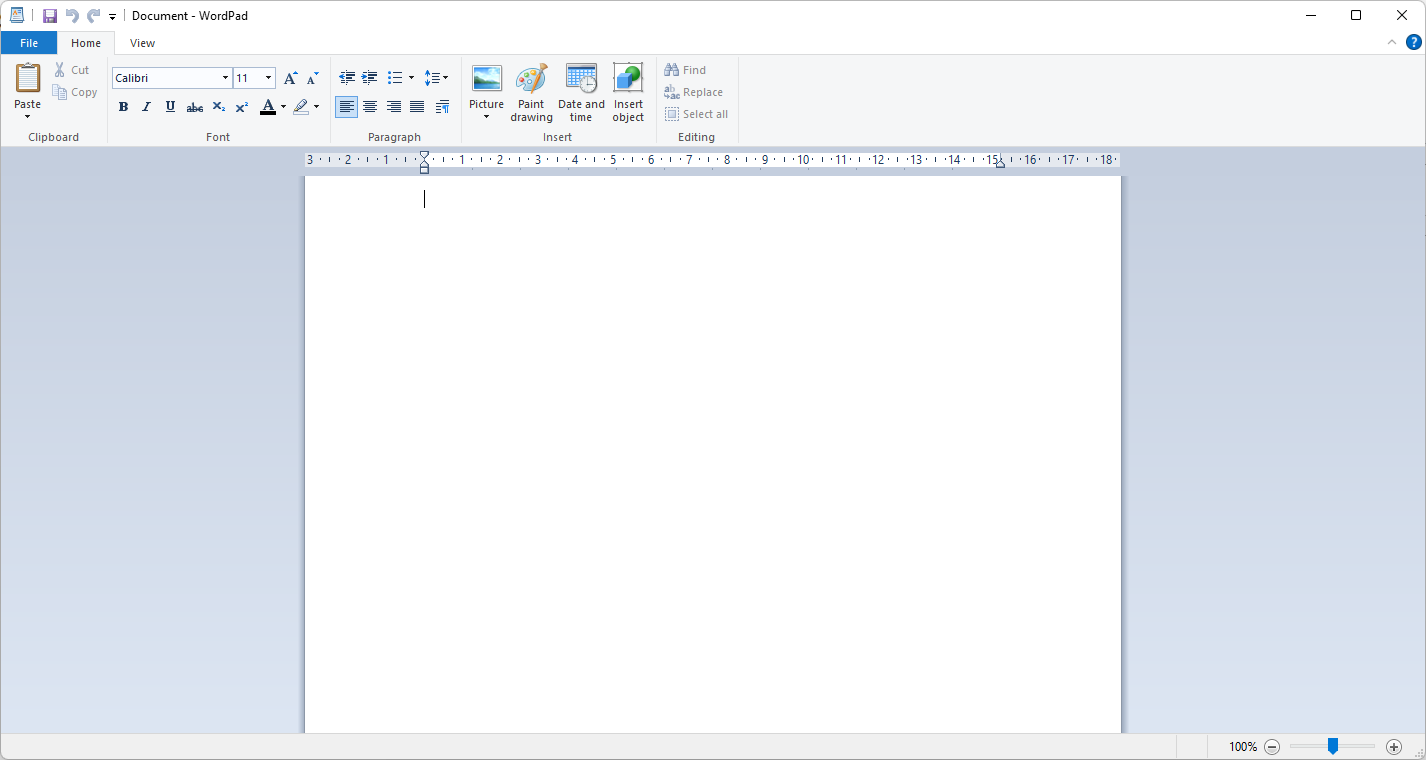 Document - WordPad
File Home View
Calibri 11
Cut
Copy
Paste
B I U abc X₂ X² A
Picture Paint drawing Date and time Insert object
Find
Replace
Select all
Clipboard Font Paragraph Insert Editing
3 2 1 1 2 3 4 5 6 7 8 9 10 11 12 13 14 15 16 17 18
100%